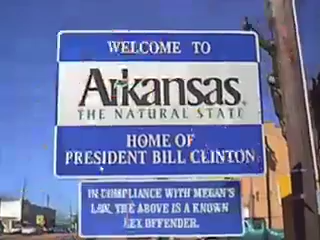 WELCOME TO
Arkansas
THE NATURAL STATE
HOME OF
PRESIDENT BILL CLINTON
IN COMPLIANCE WITH MEGAN'S
LAW, THE ABOVE IS A KNOWN
SEX OFFENDER.